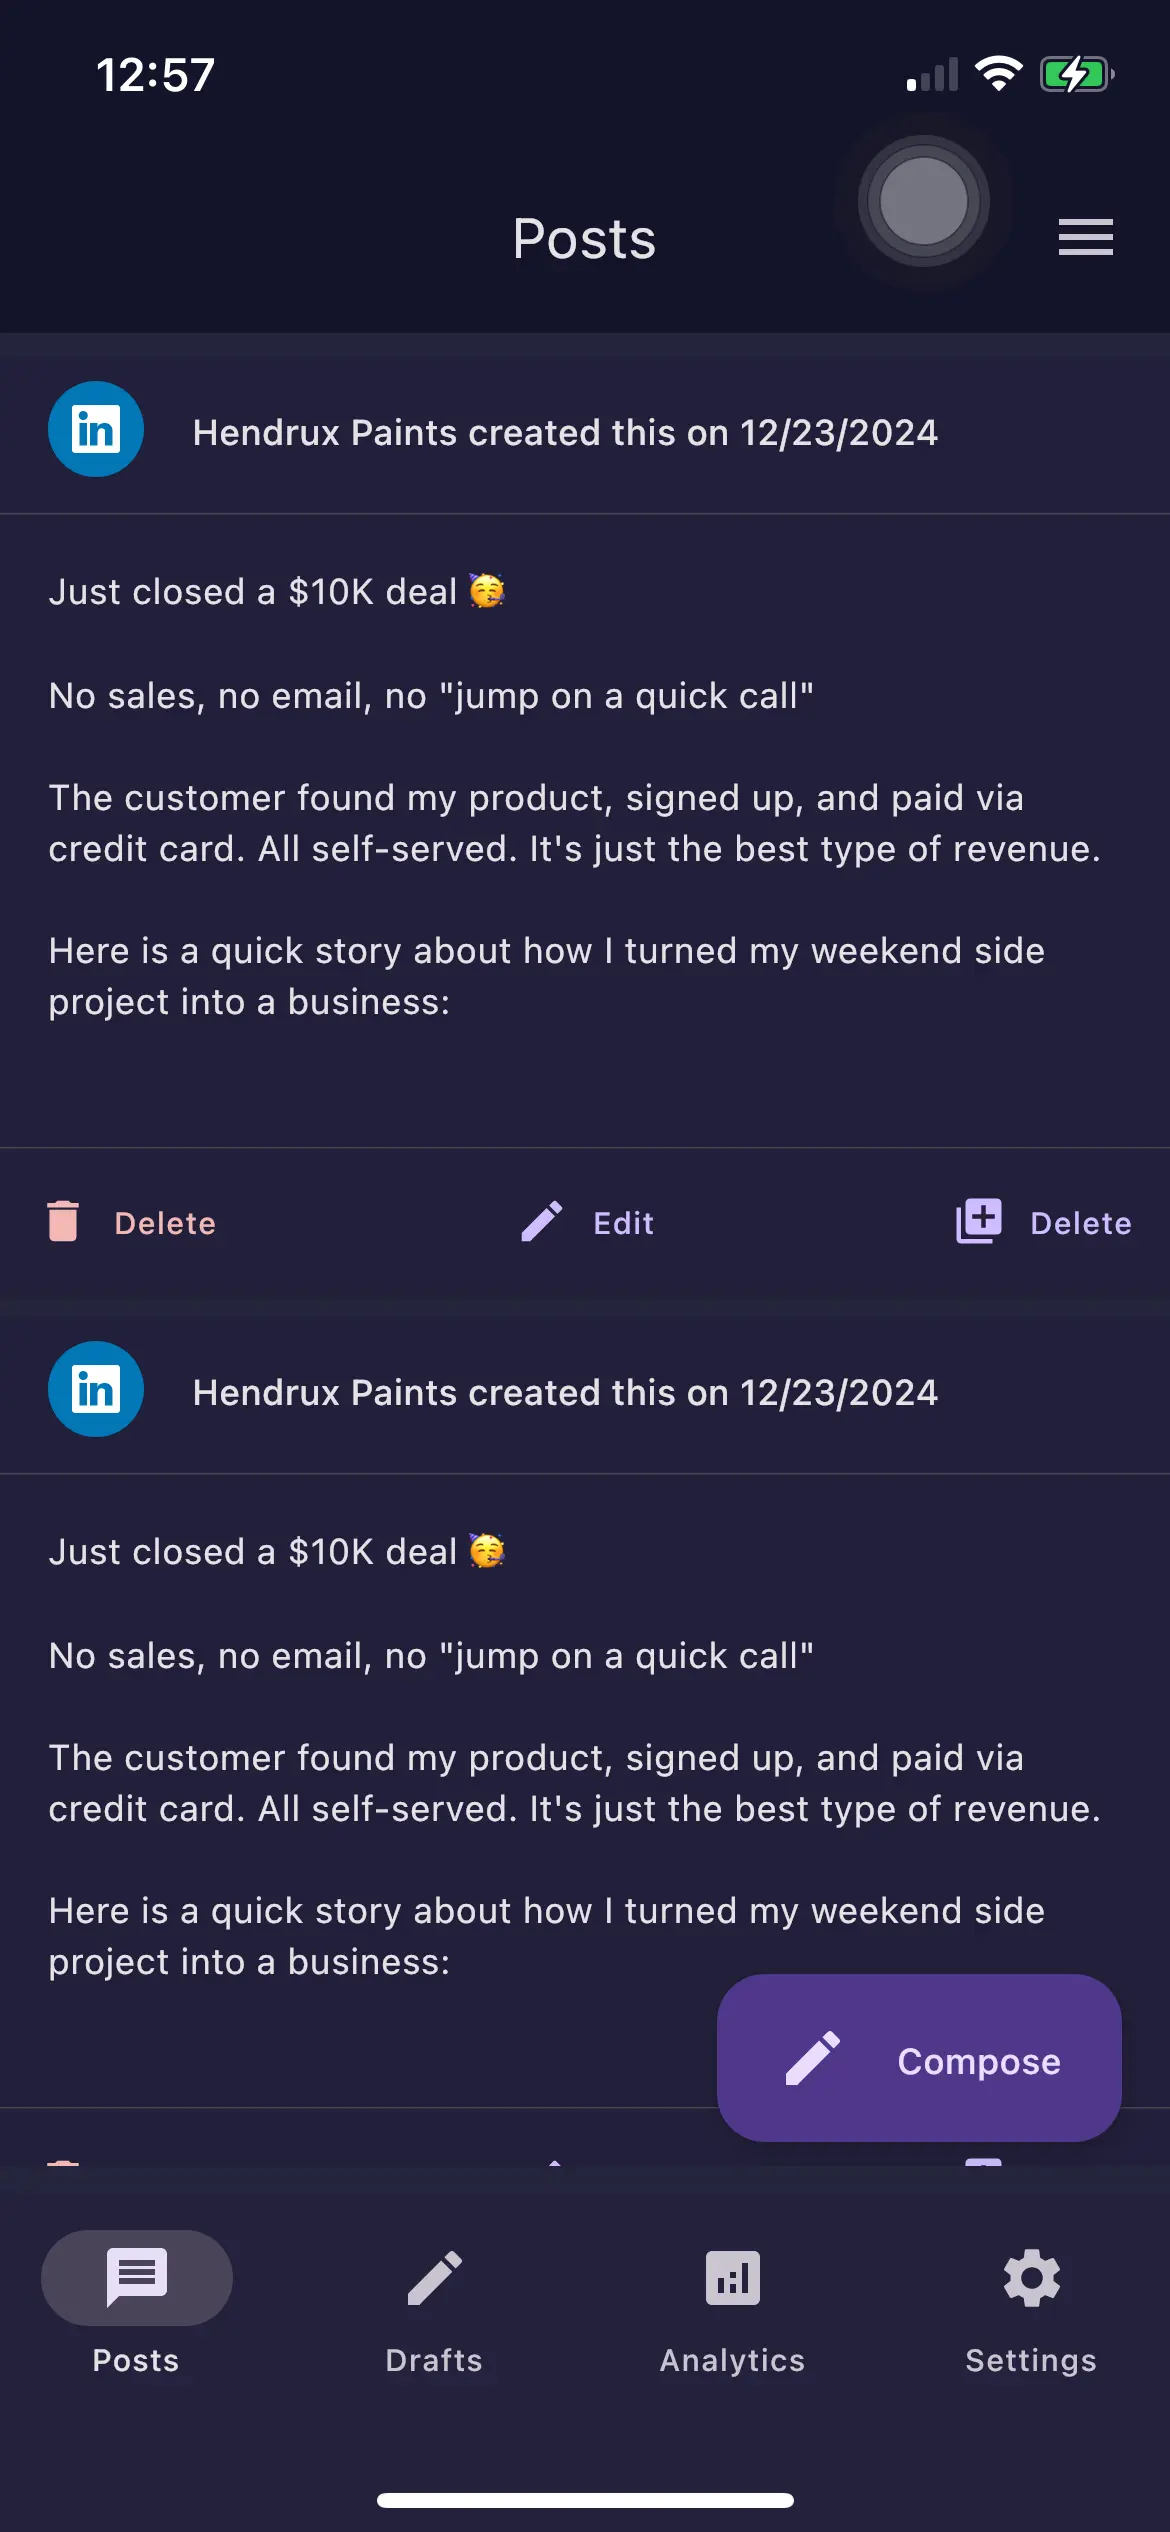 12:57
Posts
in
Hendrux Paints created this on 12/23/2024
Just closed a $10K deal 🥳
No sales, no email, no "jump on a quick call"
The customer found my product, signed up, and paid via
credit card. All self-served. It's just the best type of revenue.
Here is a quick story about how I turned my weekend side
project into a business:
Delete
Edit
Delete
in
Hendrux Paints created this on 12/23/2024
Just closed a $10K deal 🥳
No sales, no email, no "jump on a quick call"
The customer found my product, signed up, and paid via
credit card. All self-served. It's just the best type of revenue.
Here is a quick story about how I turned my weekend side
project into a business:
Compose
Posts
Drafts
Analytics
Settings